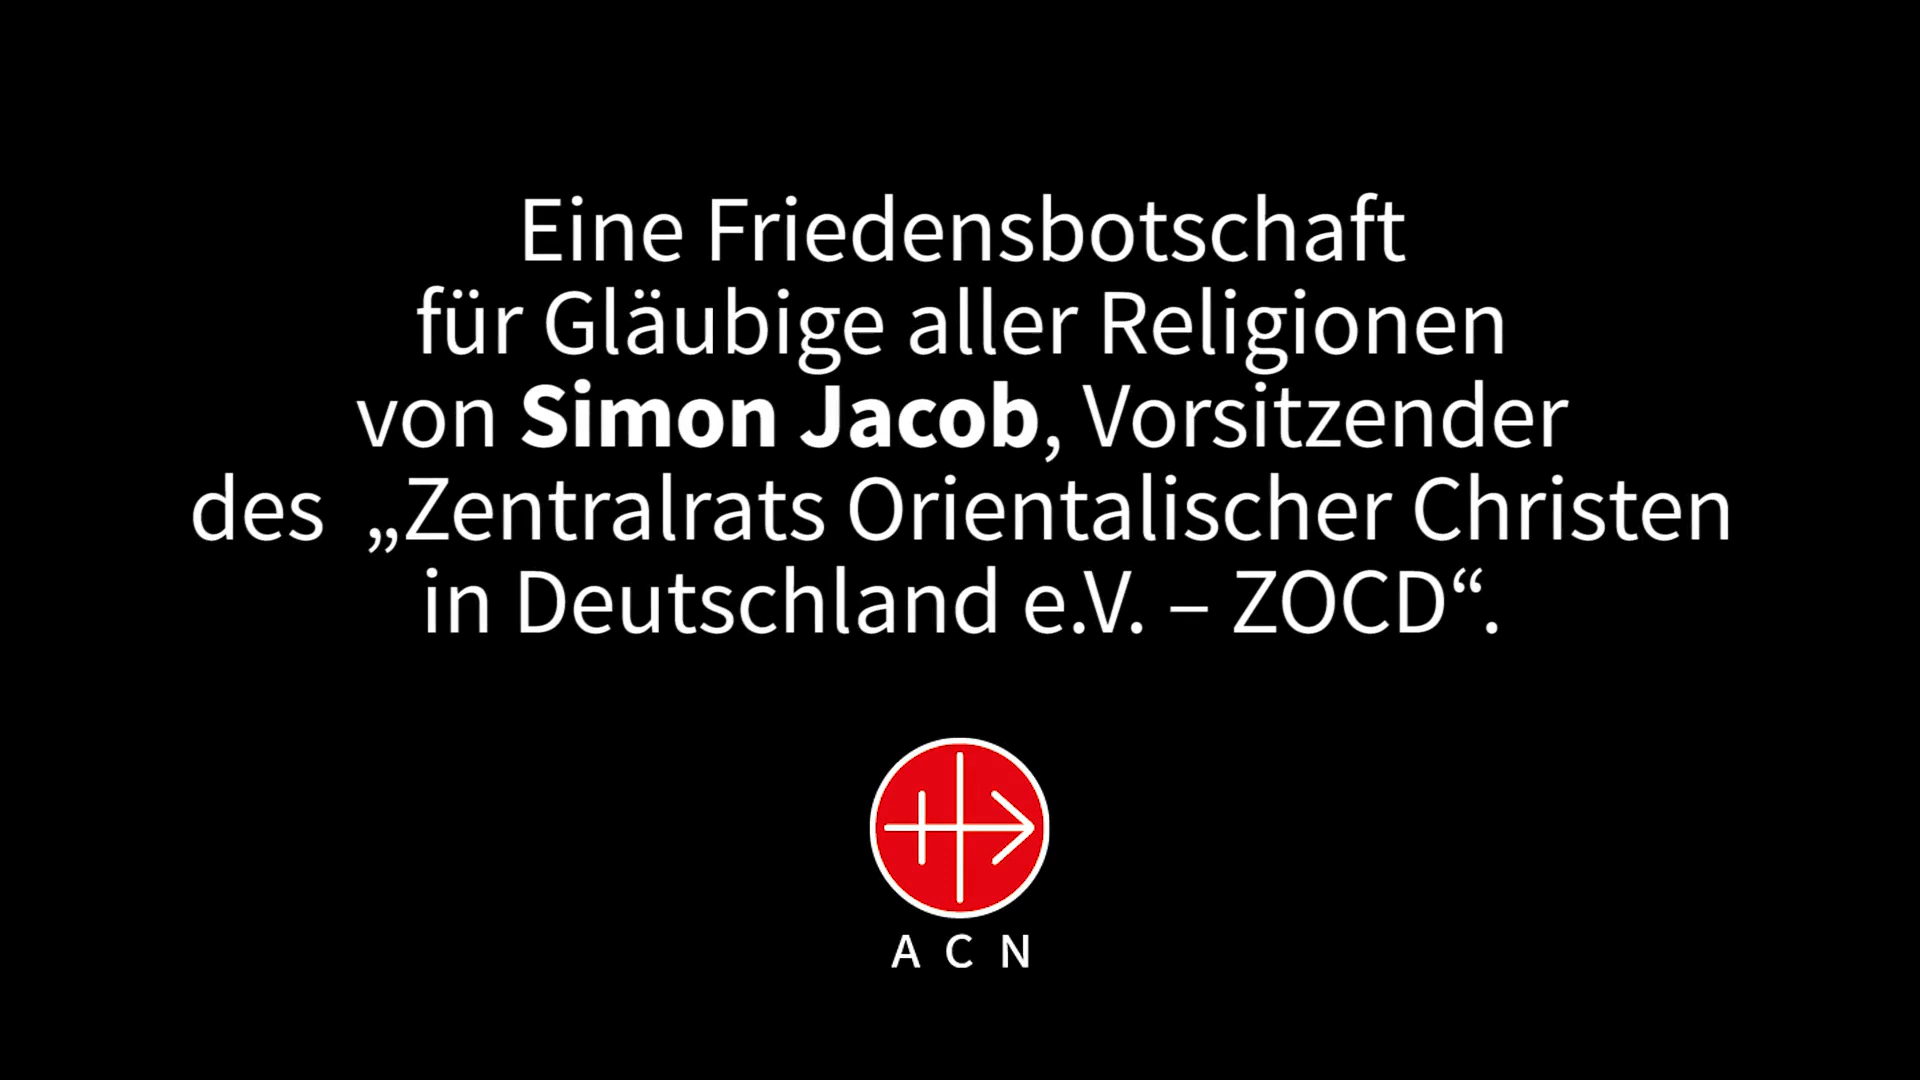 Eine Friedensbotschaft
für Gläubige aller Religionen
von Simon Jacob, Vorsitzender
des „Zentralrats Orientalischer Christen
in Deutschland e.V. – ZOCD“.
ACN